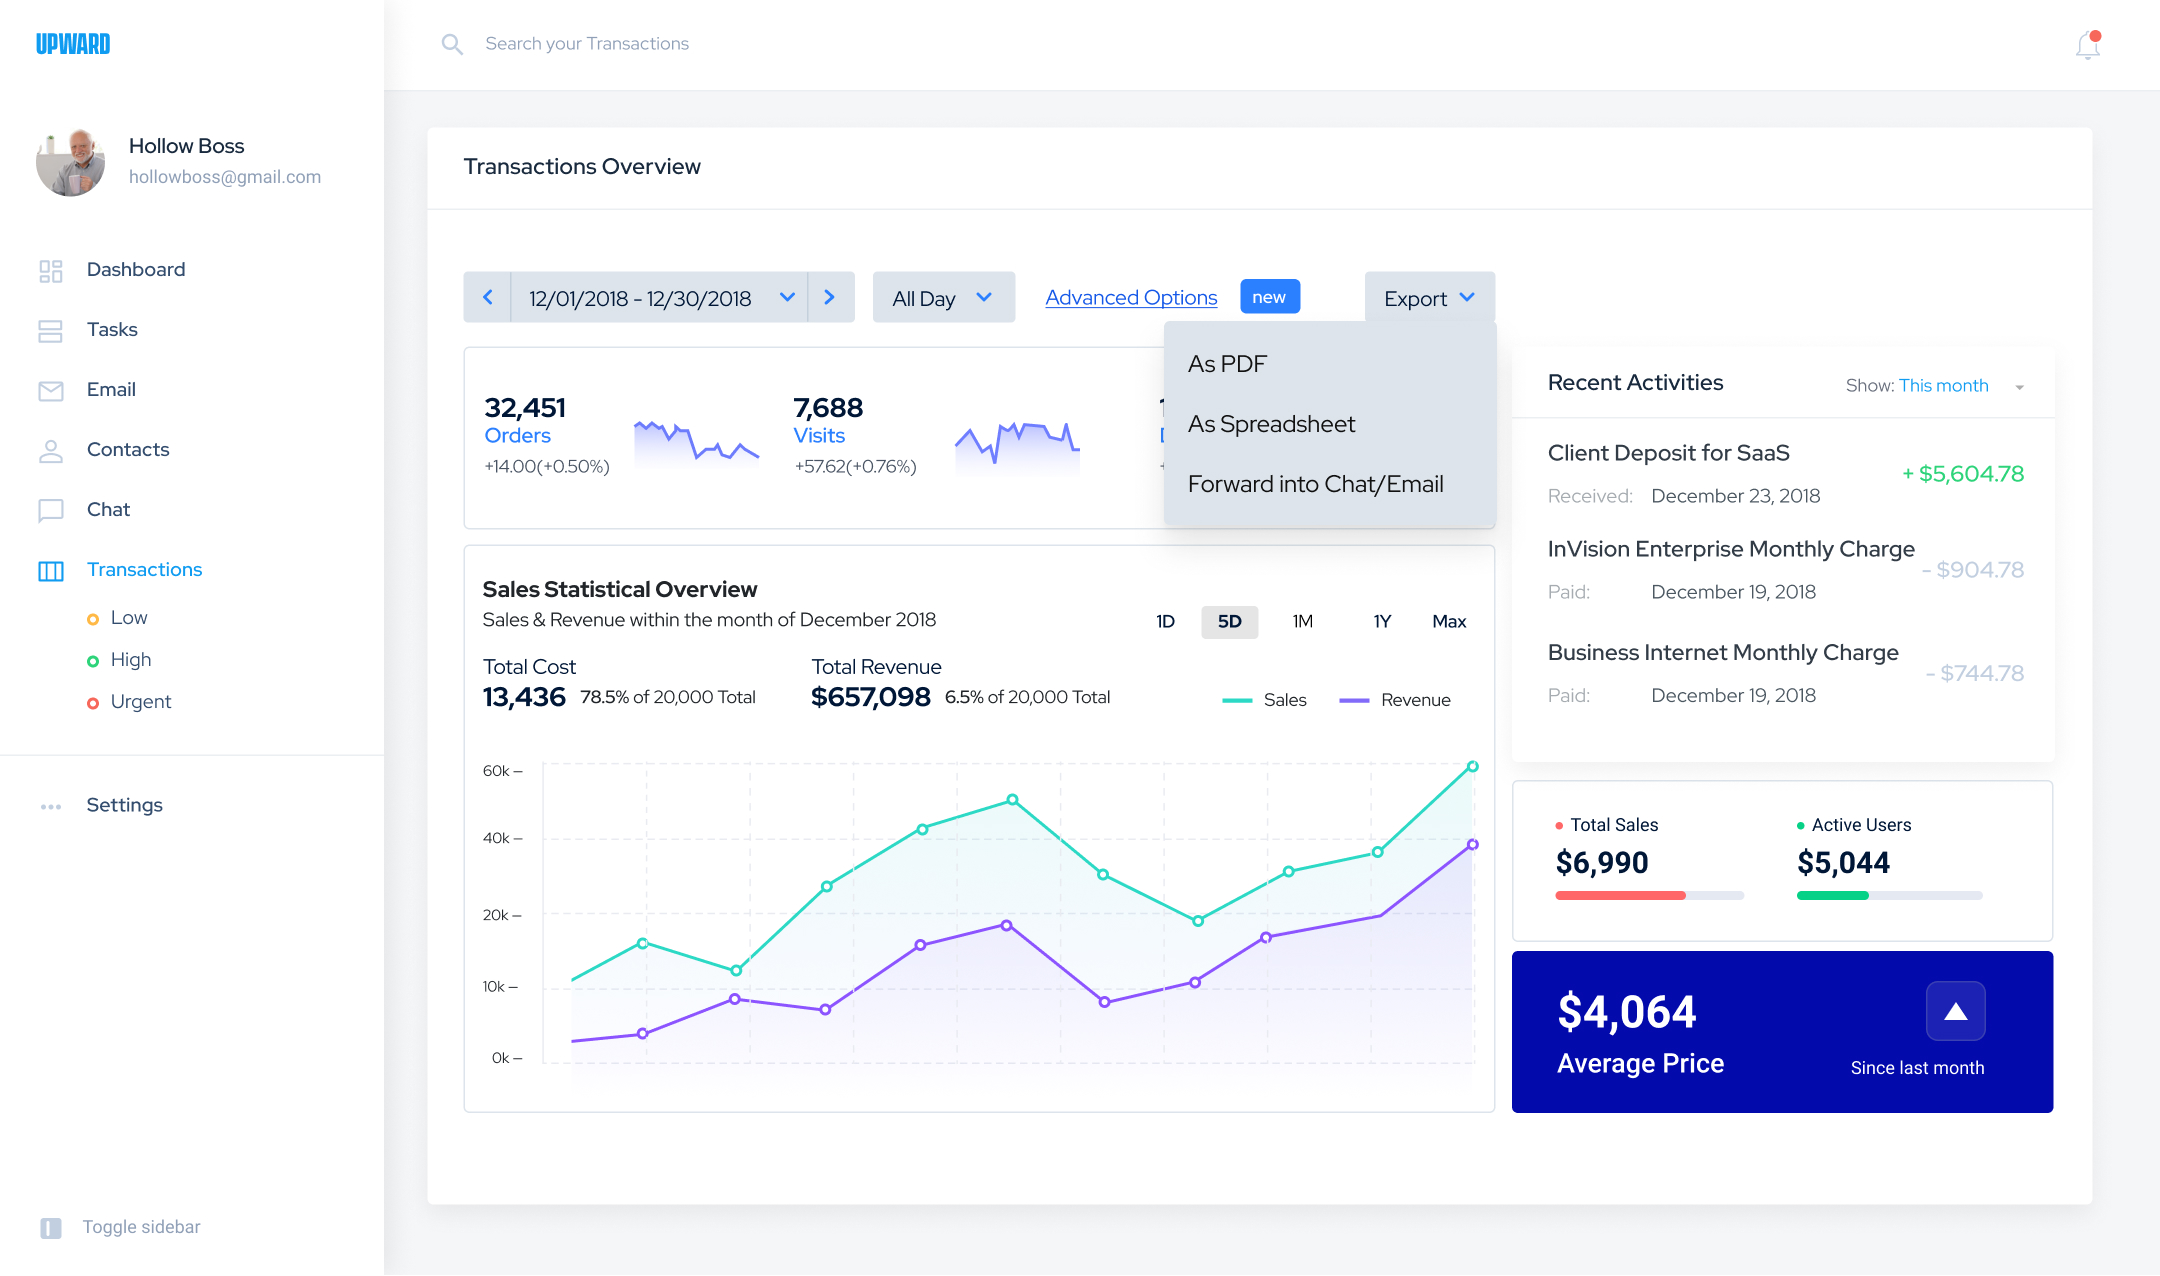 UPWARD
Search your Transactions
Hollow Boss
hollowboss@gmail.com
Dashboard
Tasks
Email
Contacts
Chat
Transactions
Low
High
Urgent
Settings
Toggle sidebar
Transactions Overview
12/01/2018 - 12/30/2018
All Day
Advanced Options
new
Export
As PDF
As Spreadsheet
Forward into Chat/Email
32,451
Orders
+14.00(+0.50%)
7,688
Visits
+57.62(+0.76%)
Sales Statistical Overview
Sales & Revenue within the month of December 2018
1D 5D 1M 1Y Max
Total Cost
13,436 78.5% of 20,000 Total
Total Revenue
$657,098 6.5% of 20,000 Total
Sales Revenue
60k
40k
20k
10k
0k
Recent Activities
Show: This month
Client Deposit for SaaS
+ $5,604.78
Received: December 23, 2018
InVision Enterprise Monthly Charge
- $904.78
Paid: December 19, 2018
Business Internet Monthly Charge
- $744.78
Paid: December 19, 2018
Total Sales
$6,990
Active Users
$5,044
$4,064
Average Price
Since last month